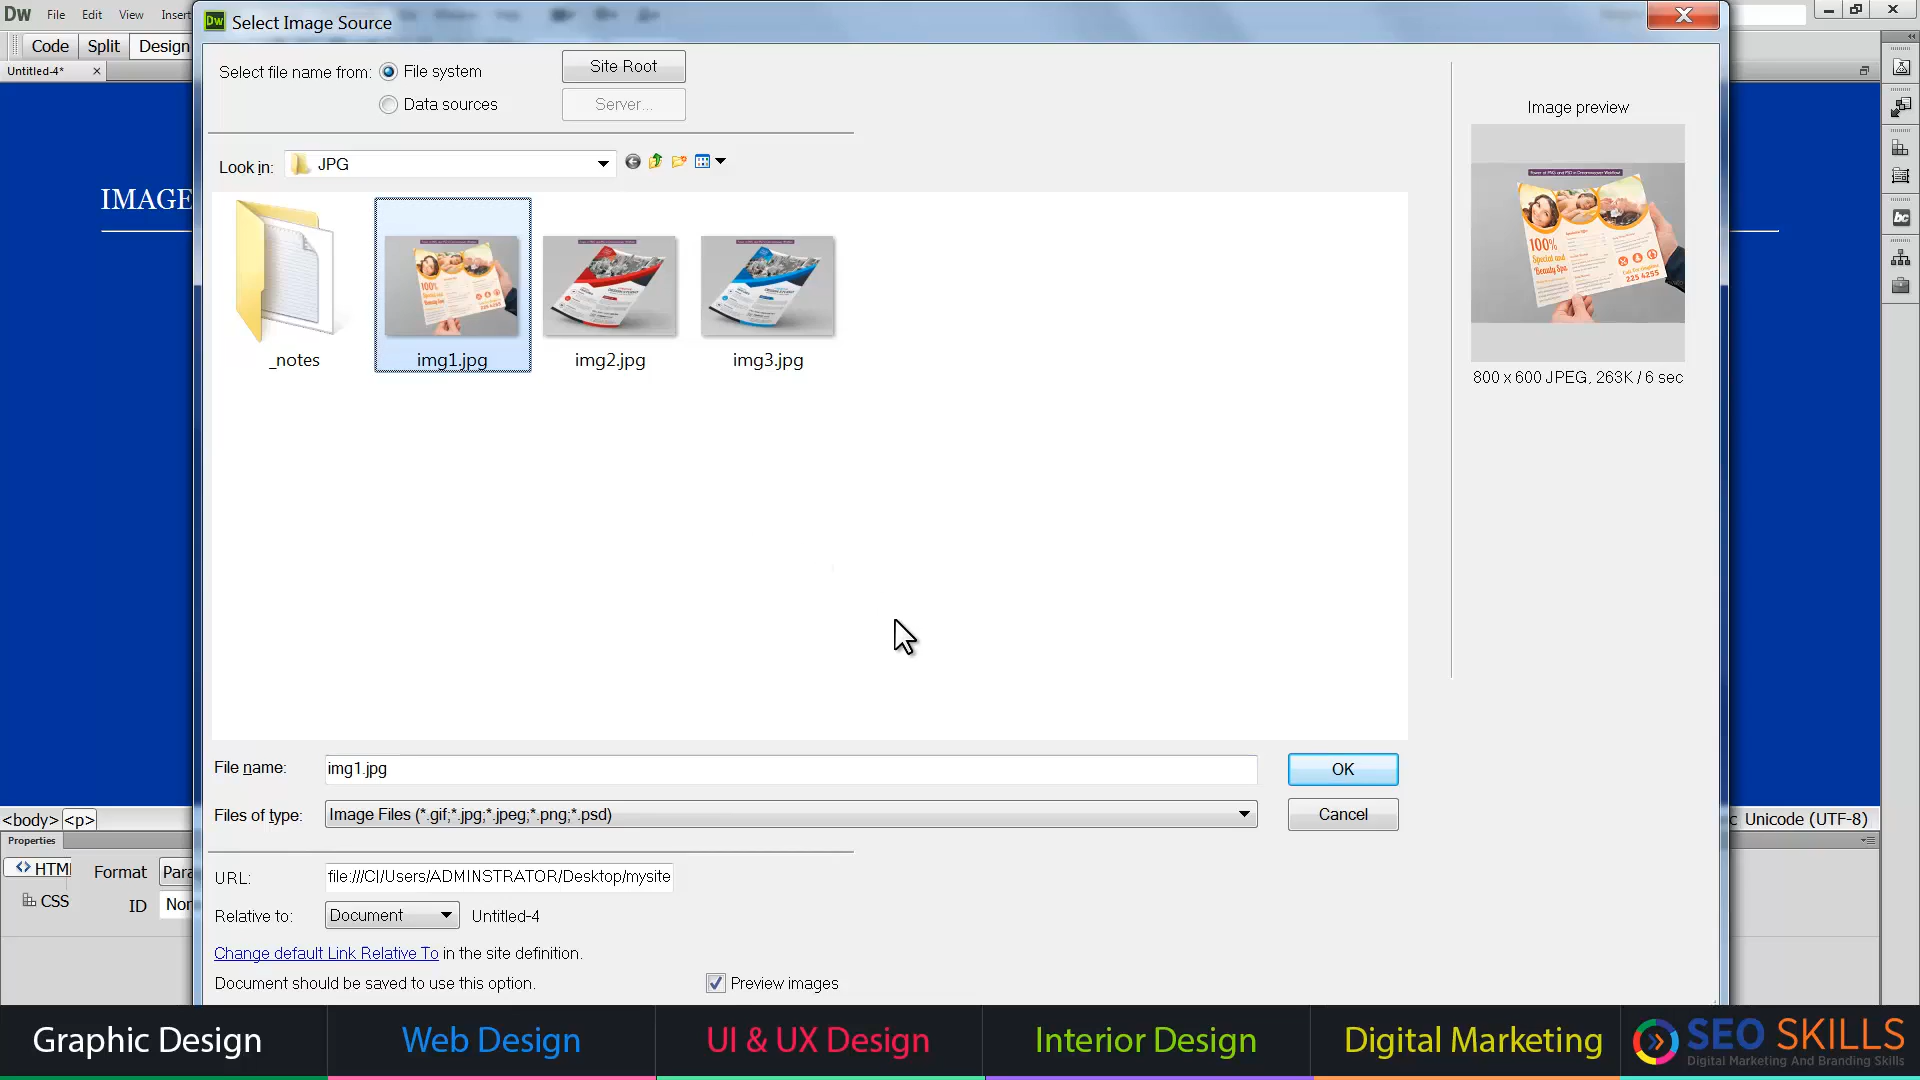 Dw File Edit View Insert
Select Image Source
Code Split Design
Untitled-4*
Select file name from: File system
Site Root
Data sources
Server...
Look in: JPG
Image preview
IMAGE
800 x 600 JPEG, 263K / 6 sec
_notes
img1.jpg
img2.jpg
img3.jpg
File name: img1.jpg
OK
Files of type: Image Files (*.gif;*.jpg;*.jpeg;*.png;*.psd)
Cancel
<body> <p>
Unicode (UTF-8)
Properties
HTML
Format Para
CSS
ID Non
URL: file:///C|/Users/ADMINSTRATOR/Desktop/mysite
Relative to: Document Untitled-4
Change default Link Relative To in the site definition.
Document should be saved to use this option.
Preview images
Graphic Design
Web Design
UI & UX Design
Interior Design
Digital Marketing
SEO SKILLS
Digital Marketing And Branding Skills